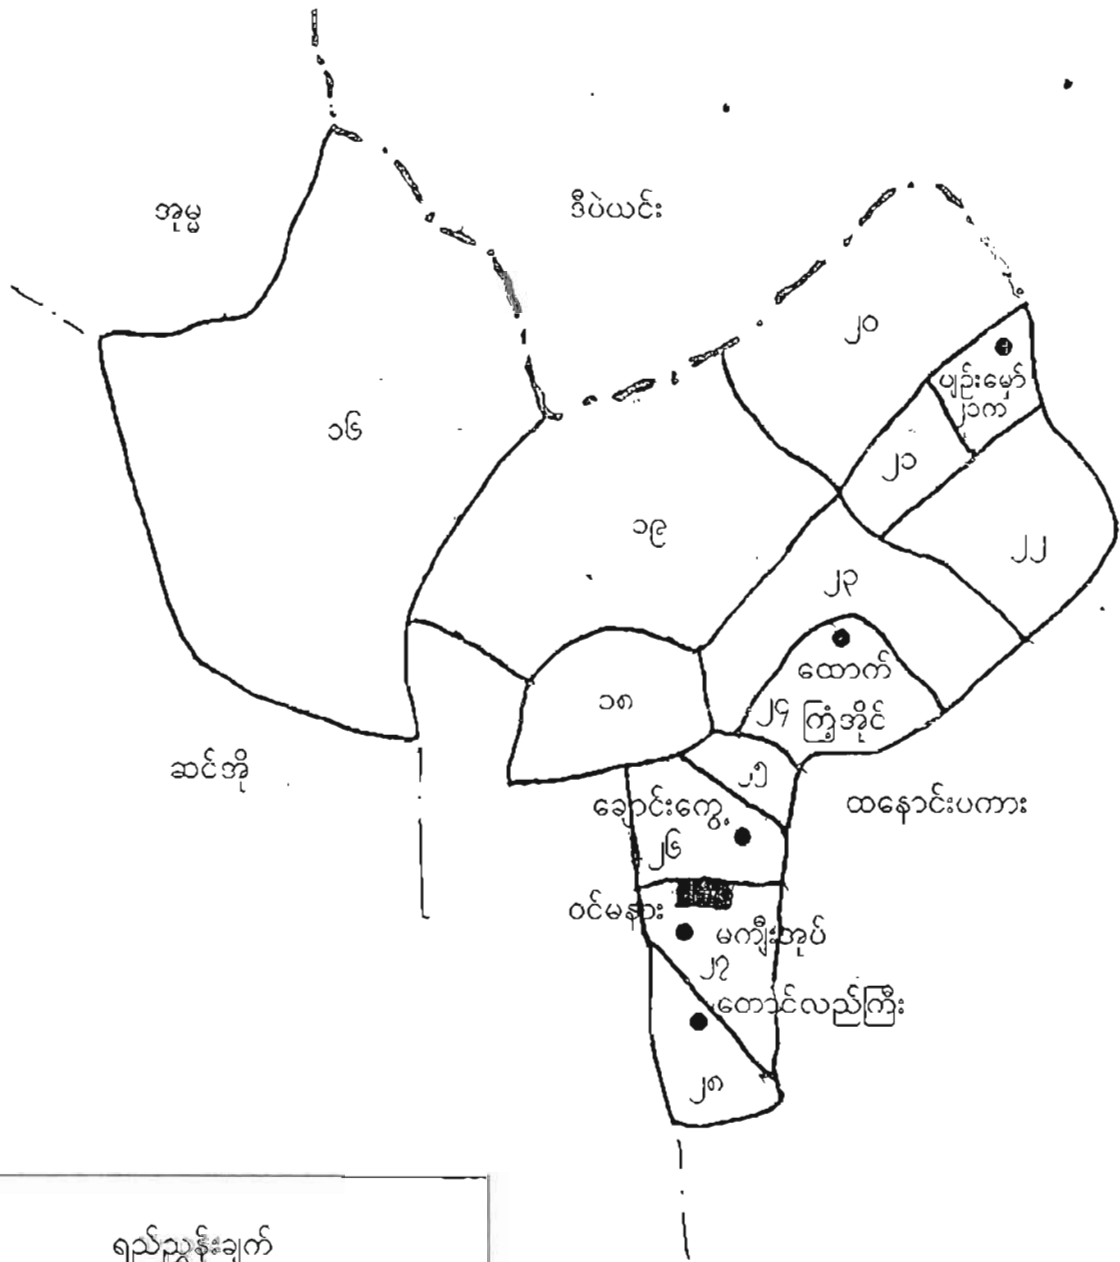 အုမ္မ
ဒီပဲယင်း
၂၀
ပျဉ်းမှော်
၂၁က
၁၆
၂၁
၁၉
၂၂
၂၃
ထောက်
ကြံ့အိုင်
၂၄
၁၈
ဆင်အို
၂၅
ချောင်းကွေ့
ထနောင်းပကား
၂၆
ဝင်မနား
မကျီးအုပ်
၂၇
တောင်လည်ကြီး
၂၈
ရည်ညွှန်းချက်